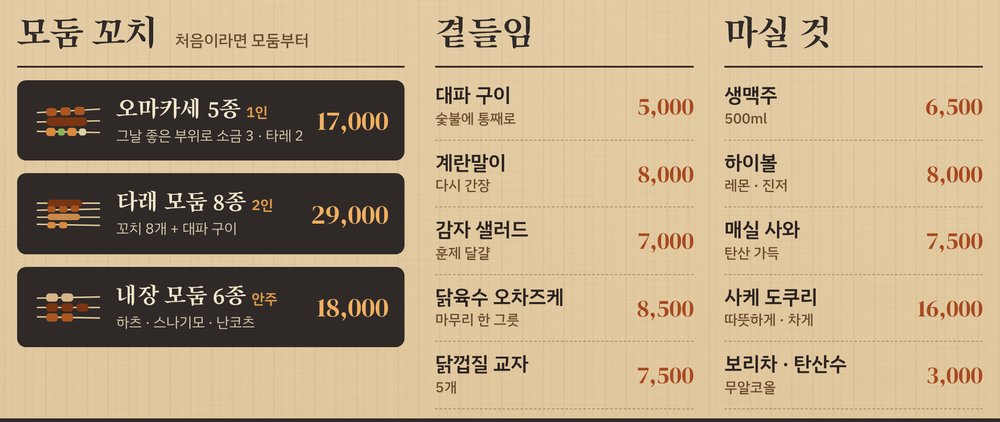 모둠 꼬치 처음이라면 모둠부터
오마카세 5종 1인 17,000
그날 좋은 부위로 소금 3 · 타레 2
타래 모둠 8종 2인 29,000
꼬치 8개 + 대파 구이
내장 모둠 6종 안주 18,000
하츠 · 스나기모 · 난코츠
곁들임
대파 구이 5,000
숯불에 통째로
계란말이 8,000
다시 간장
감자 샐러드 7,000
훈제 달걀
닭육수 오차즈케 8,500
마무리 한 그릇
닭껍질 교자 7,500
5개
마실 것
생맥주 6,500
500ml
하이볼 8,000
레몬 · 진저
매실 사와 7,500
탄산 가득
사케 도쿠리 16,000
따뜻하게 · 차게
보리차 · 탄산수 3,000
무알코올